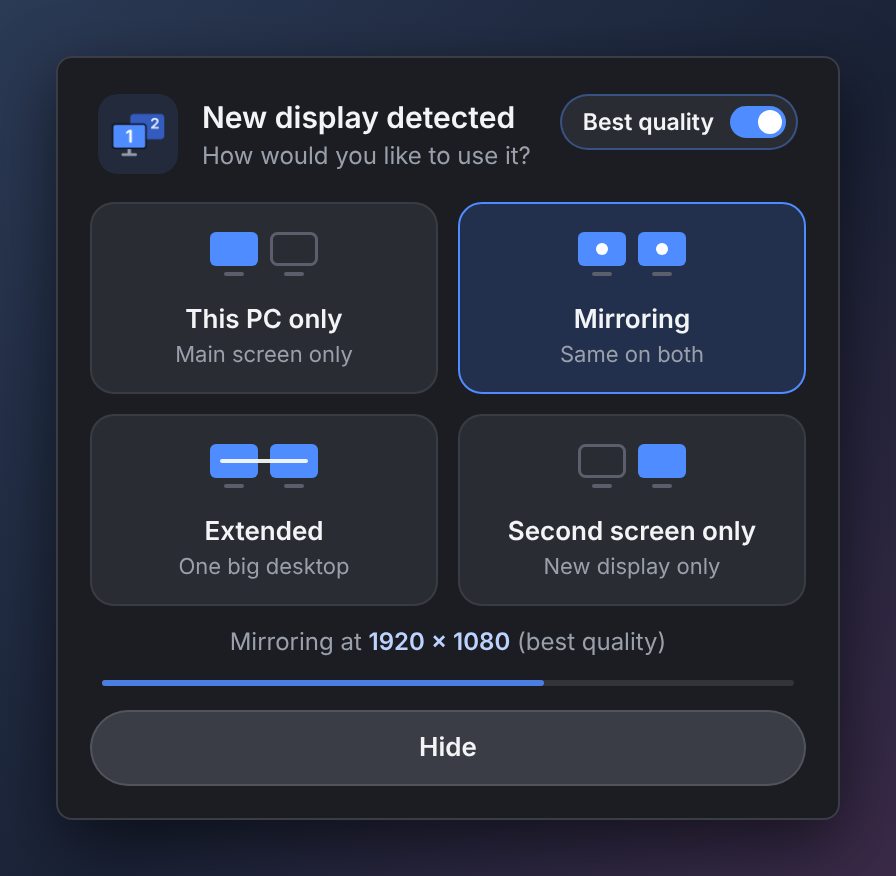 1 2
New display detected
How would you like to use it?
Best quality
This PC only
Main screen only
Mirroring
Same on both
Extended
One big desktop
Second screen only
New display only
Mirroring at 1920 × 1080 (best quality)
Hide